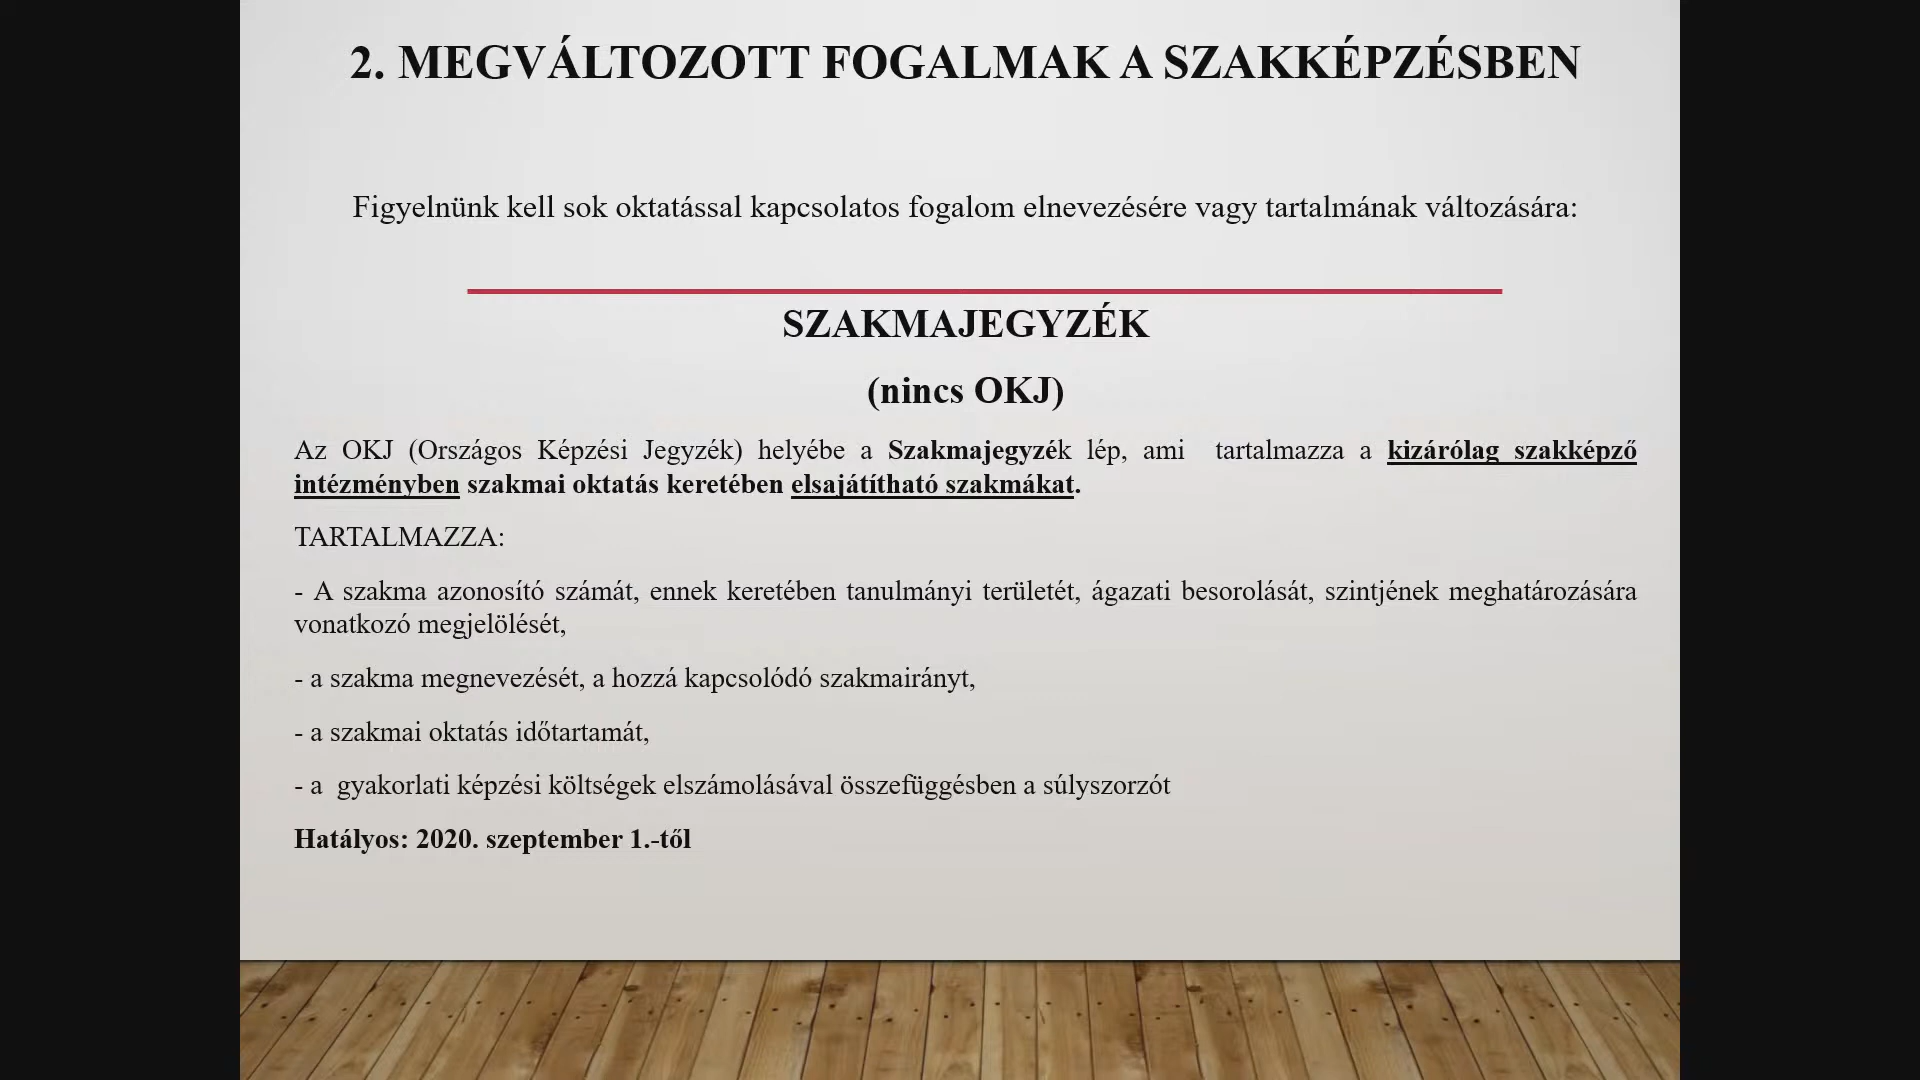 2. MEGVÁLTOZOTT FOGALMAK A SZAKKÉPZÉSBEN
Figyelnünk kell sok oktatással kapcsolatos fogalom elnevezésére vagy tartalmának változására:
SZAKMAJEGYZÉK
(nincs OKJ)
Az OKJ (Országos Képzési Jegyzék) helyébe a Szakmajegyzék lép, ami tartalmazza a kizárólag szakképző
intézményben szakmai oktatás keretében elsajátítható szakmákat.
TARTALMAZZA:
- A szakma azonosító számát, ennek keretében tanulmányi területét, ágazati besorolását, szintjének meghatározására
vonatkozó megjelölését,
- a szakma megnevezését, a hozzá kapcsolódó szakmairányt,
- a szakmai oktatás időtartamát,
- a gyakorlati képzési költségek elszámolásával összefüggésben a súlyszorzót
Hatályos: 2020. szeptember 1.-től